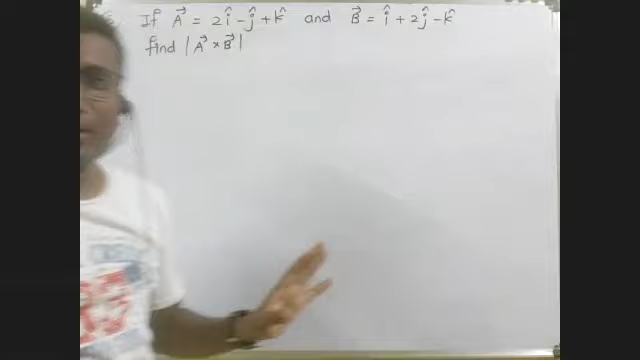 If A⃗ = 2î - ĵ + k̂ and B⃗ = î + 2ĵ - k̂
find |A⃗ × B⃗|